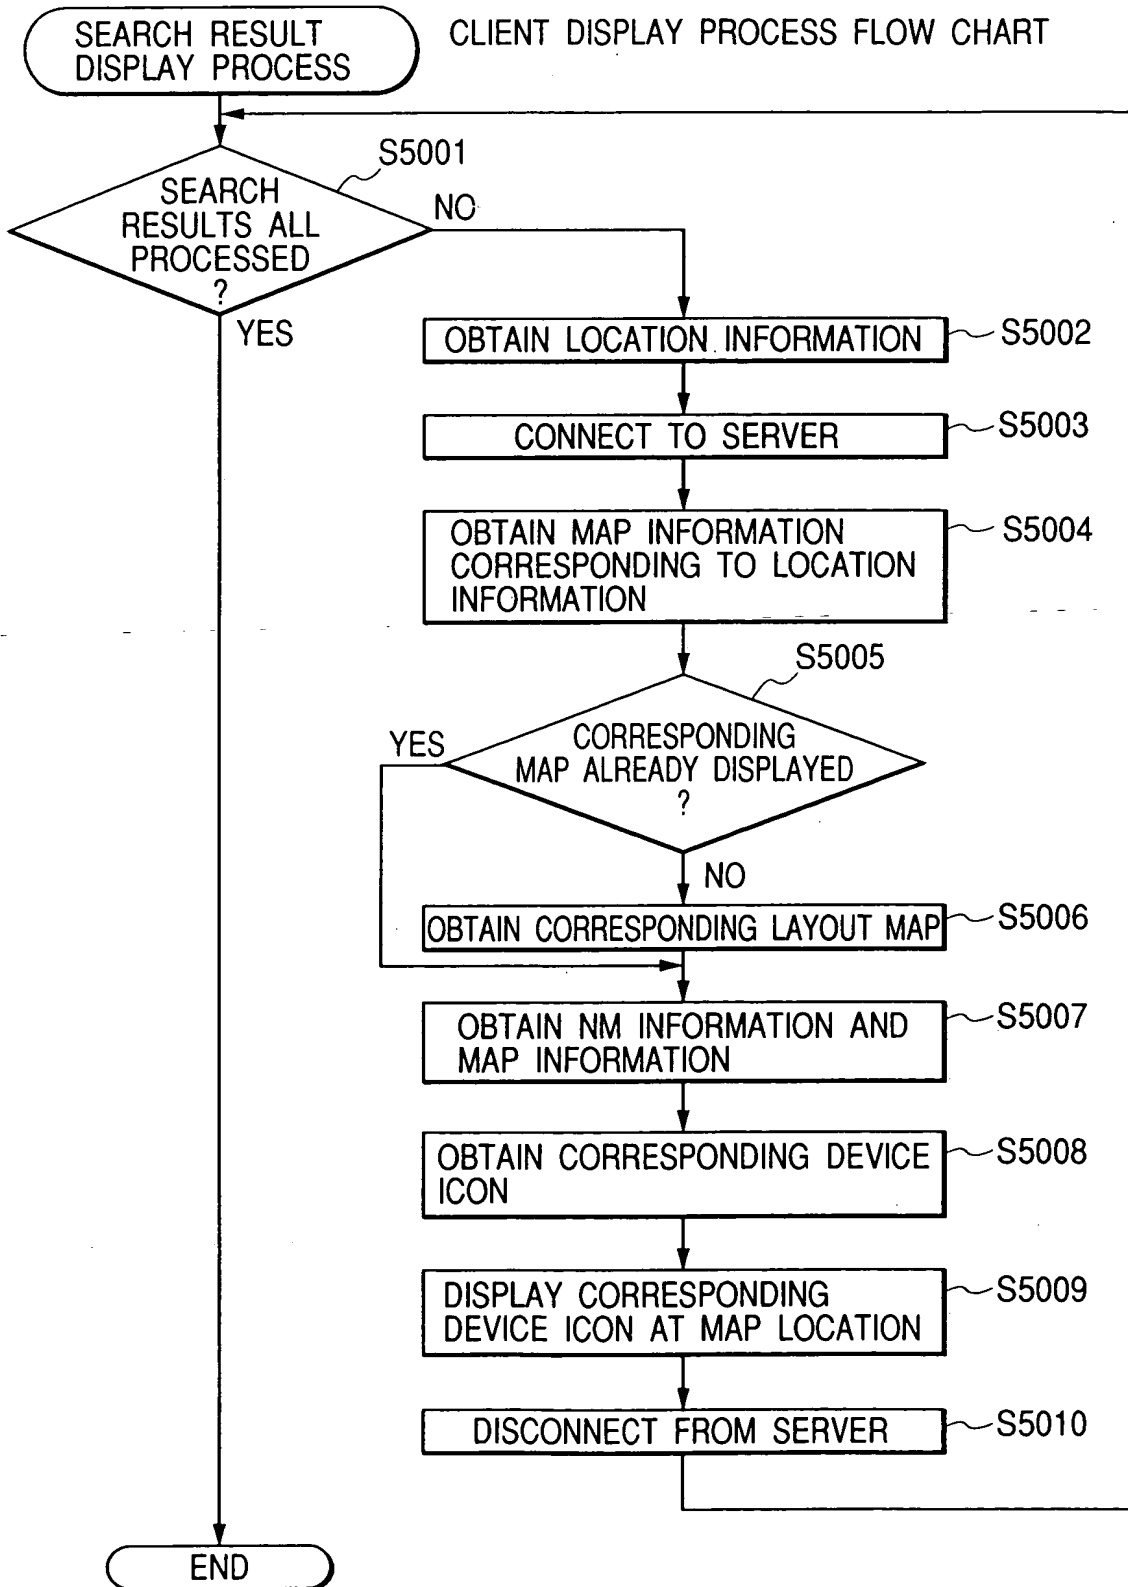 SEARCH RESULT
DISPLAY PROCESS
CLIENT DISPLAY PROCESS FLOW CHART
S5001
SEARCH
RESULTS ALL
PROCESSED
?
NO
YES
OBTAIN LOCATION INFORMATION
S5002
CONNECT TO SERVER
S5003
OBTAIN MAP INFORMATION
CORRESPONDING TO LOCATION
INFORMATION
S5004
S5005
YES
CORRESPONDING
MAP ALREADY DISPLAYED
?
NO
OBTAIN CORRESPONDING LAYOUT MAP
S5006
OBTAIN NM INFORMATION AND
MAP INFORMATION
S5007
OBTAIN CORRESPONDING DEVICE
ICON
S5008
DISPLAY CORRESPONDING
DEVICE ICON AT MAP LOCATION
S5009
DISCONNECT FROM SERVER
S5010
END